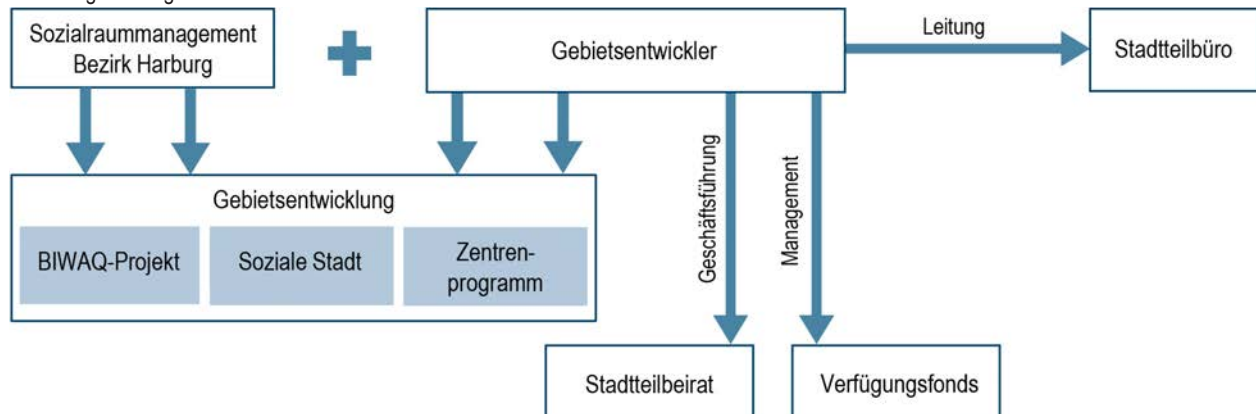 Sozialraummanagement
Bezirk Harburg
Gebietsentwickler
Leitung
Stadtteilbüro
Geschäftsführung
Management
Gebietsentwicklung
BIWAQ-Projekt
Soziale Stadt
Zentren-
programm
Stadtteilbeirat
Verfügungsfonds